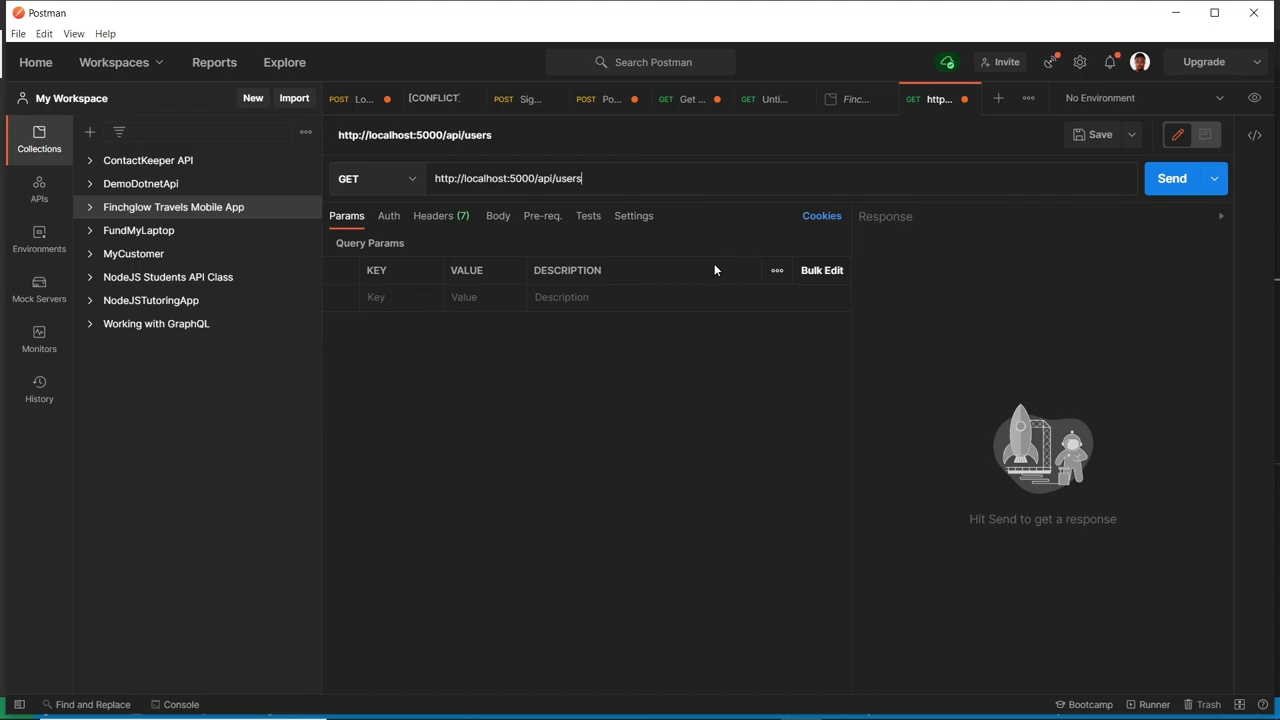 Postman
File Edit View Help
Home Workspaces Reports Explore Search Postman Invite Upgrade
My Workspace New Import POST Lo... [CONFLICT] POST Sig... POST Po... GET Get ... GET Unti... Finc... GET http... No Environment
Collections
APIs
Environments
Mock Servers
Monitors
History
ContactKeeper API
DemoDotnetApi
Finchglow Travels Mobile App
FundMyLaptop
MyCustomer
NodeJS Students API Class
NodeJSTutoringApp
Working with GraphQL
http://localhost:5000/api/users Save
GET http://localhost:5000/api/users Send
Params Auth Headers (7) Body Pre-req. Tests Settings Cookies
Query Params
KEY VALUE DESCRIPTION Bulk Edit
Key Value Description
Response
Hit Send to get a response
Find and Replace Console Bootcamp Runner Trash